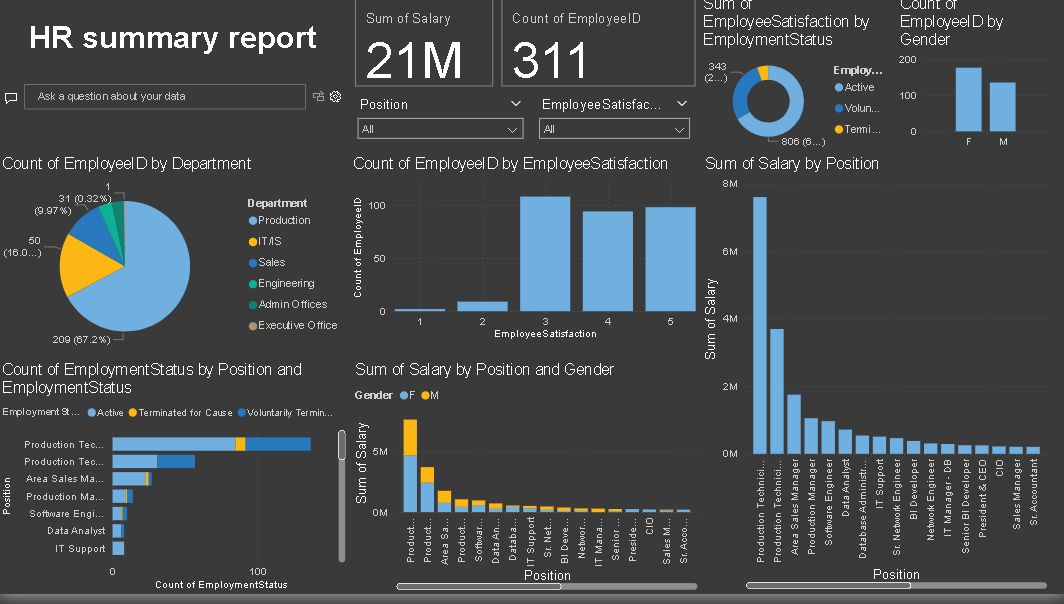 HR summary report
Ask a question about your data
Sum of Salary
21M
Count of EmployeeID
311
Position
All
EmployeeSatisfac...
All
Sum of
EmployeeSatisfaction by
EmploymentStatus
343
(2...)
806 (6...)
Employ...
Active
Volun...
Termi...
Count of
EmployeeID by
Gender
200
100
0
F
M
Count of EmployeeID by Department
1
31 (0.32%)
(9.97%)
50
(16.0...)
209 (67.2%)
Department
Production
IT/IS
Sales
Engineering
Admin Offices
Executive Office
Count of EmployeeID by EmployeeSatisfaction
Count of EmployeeID
100
50
0
1
2
3
4
5
EmployeeSatisfaction
Sum of Salary by Position
Sum of Salary
8M
6M
4M
2M
0M
Production Technici...
Production Technici...
Area Sales Manager
Production Manager
Software Engineer
Data Analyst
Database Administr...
IT Support
Sr. Network Engineer
BI Developer
Network Engineer
IT Manager - DB
Senior BI Developer
President & CEO
CIO
Sales Manager
Sr. Accountant
Position
Count of EmploymentStatus by Position and
EmploymentStatus
Employment St...
Active
Terminated for Cause
Voluntarily Termin...
Position
Production Tec...
Production Tec...
Area Sales Ma...
Production Ma...
Software Engi...
Data Analyst
IT Support
0
100
Count of EmploymentStatus
Sum of Salary by Position and Gender
Gender
F
M
Sum of Salary
5M
0M
Product...
Product...
Area Sa...
Product...
Softwar...
Data An...
Databa...
IT Support
Sr. Net...
BI Deve...
Networ...
IT Mana...
Senior ...
Preside...
CIO
Sales M...
Sr. Acco...
Position